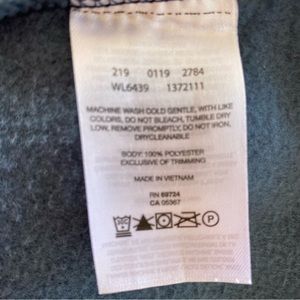 219 0119 2784
WL6439 1372111
MACHINE WASH COLD GENTLE, WITH LIKE
COLORS, DO NOT BLEACH, TUMBLE DRY
LOW, REMOVE PROMPTLY, DO NOT IRON,
DRYCLEANABLE
BODY: 100% POLYESTER
EXCLUSIVE OF TRIMMING
MADE IN VIETNAM
RN 69724
CA 05367
P